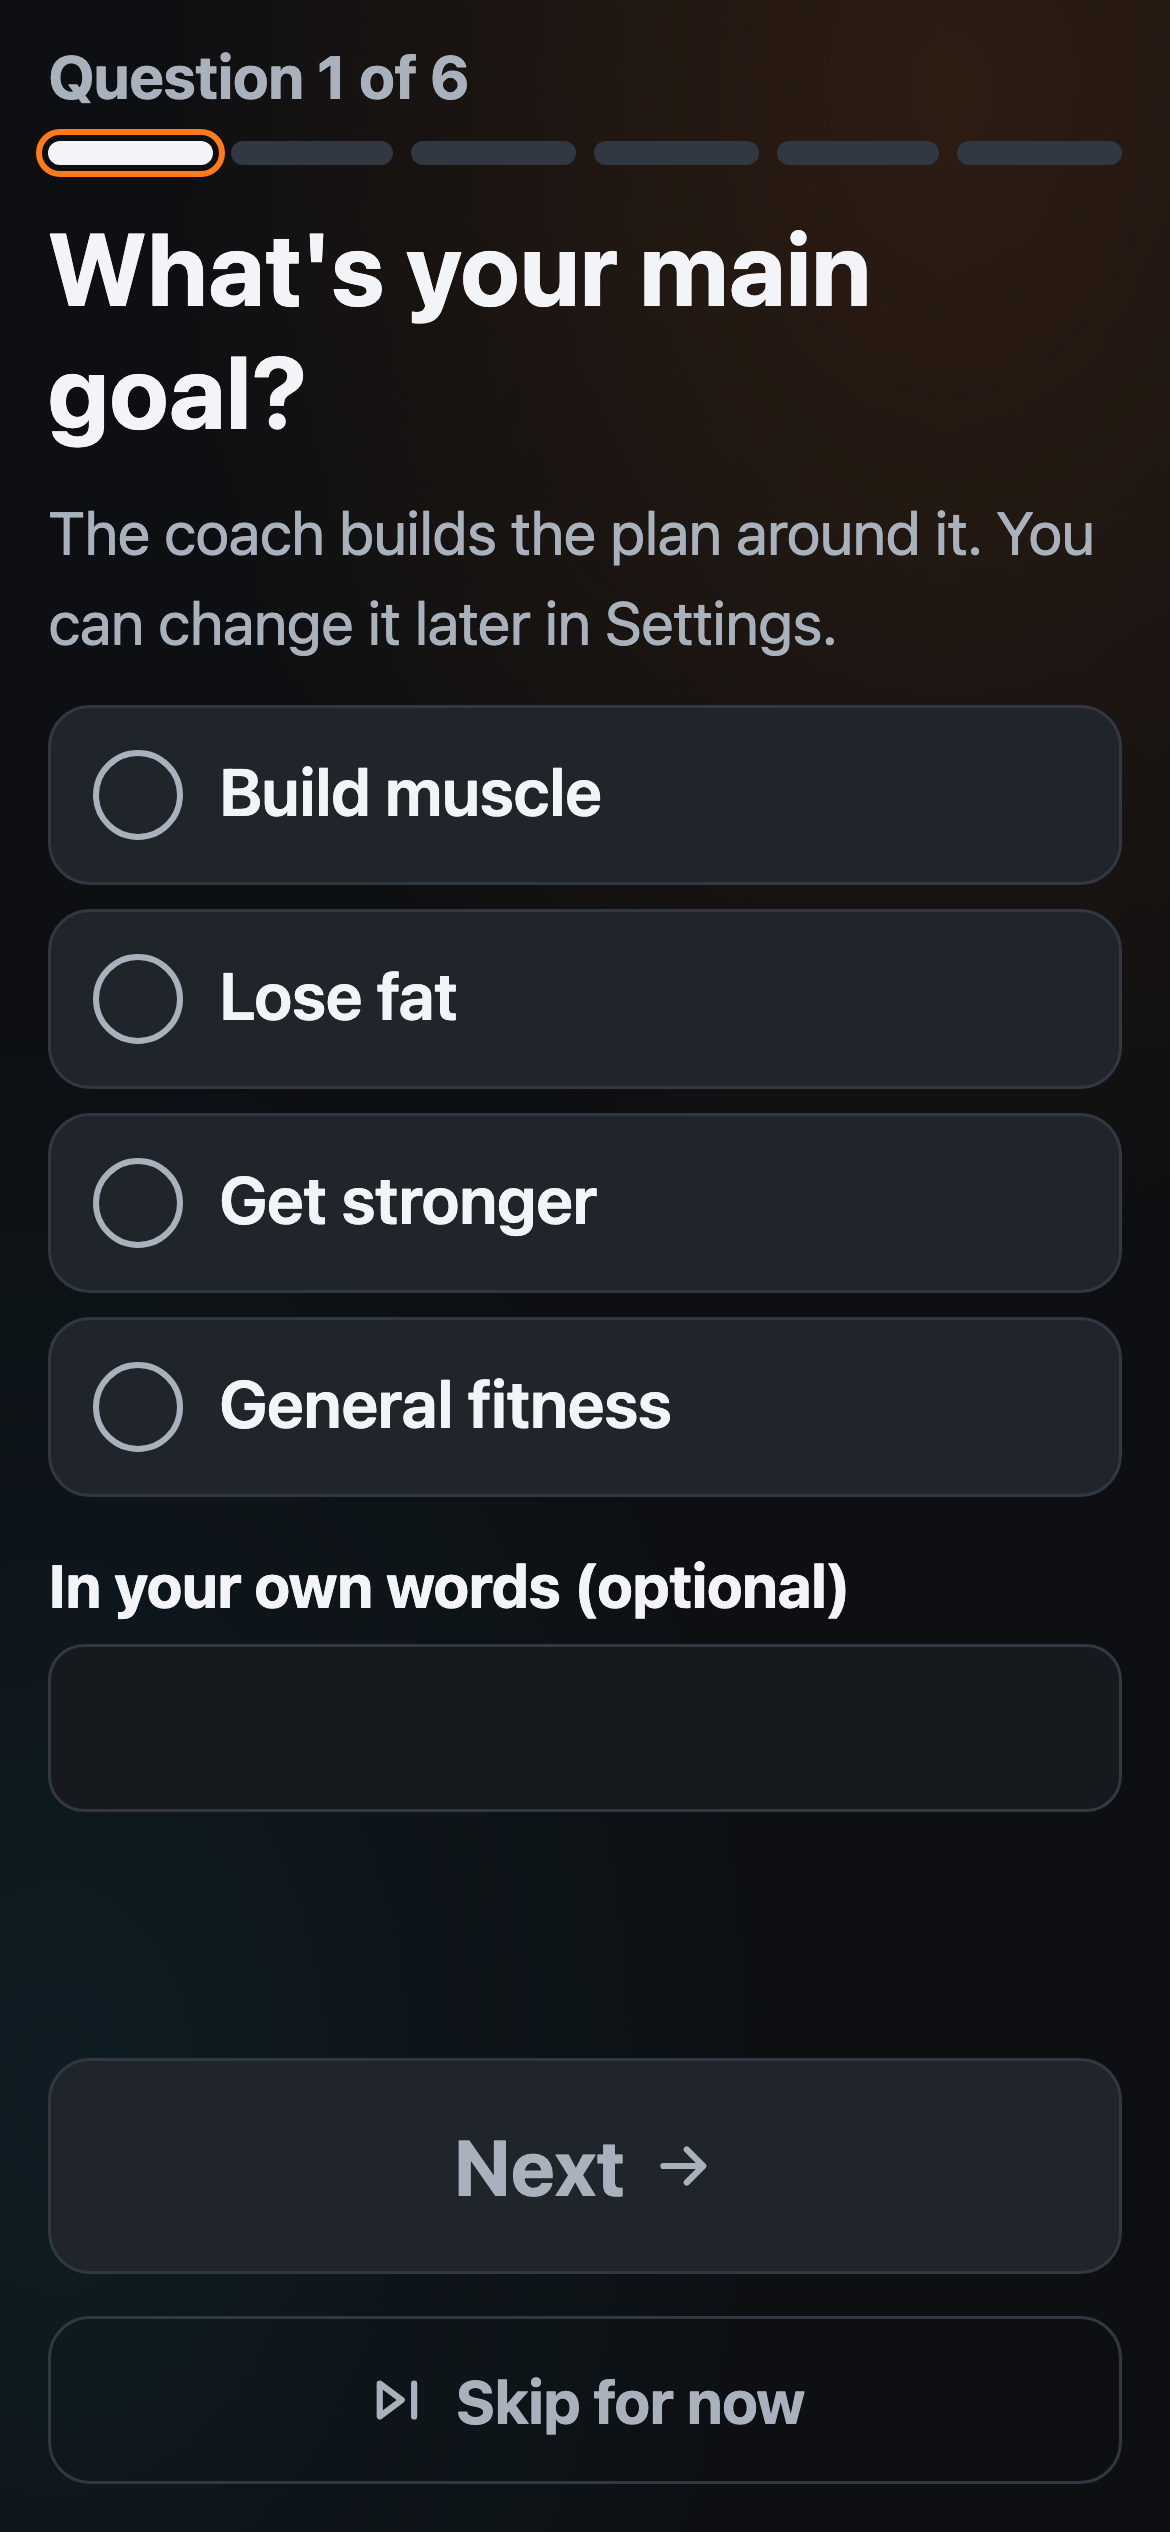 Question 1 of 6
What's your main
goal?
The coach builds the plan around it. You
can change it later in Settings.
Build muscle
Lose fat
Get stronger
General fitness
In your own words (optional)
Next →
Skip for now